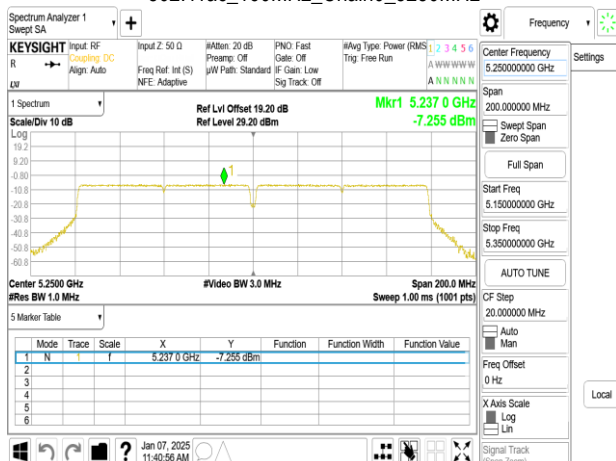 Spectrum Analyzer 1
Swept SA
+
Frequency
KEYSIGHT
R
LXI
Input: RF
Coupling: DC
Align: Auto
Input Z: 50 Ω
Freq Ref: Int (S)
NFE: Adaptive
#Atten: 20 dB
Preamp: Off
µW Path: Standard
PNO: Fast
Gate: Off
IF Gain: Low
Sig Track: Off
#Avg Type: Power (RMS
Trig: Free Run
1 2 3 4 5 6
A W W W W W
A N N N N N
1 Spectrum
Scale/Div 10 dB
Log
Ref Lvl Offset 19.20 dB
Ref Level 29.20 dBm
Mkr1 5.237 0 GHz
-7.255 dBm
1
19.2
9.20
-0.80
-10.8
-20.8
-30.8
-40.8
-50.8
-60.8
Center 5.2500 GHz
#Res BW 1.0 MHz
#Video BW 3.0 MHz
Span 200.0 MHz
Sweep 1.00 ms (1001 pts)
5 Marker Table
Mode Trace Scale X Y Function Function Width Function Value
1 N 1 f 5.237 0 GHz -7.255 dBm
2
3
4
5
6
?
Jan 07, 2025
11:40:56 AM
Center Frequency
5.250000000 GHz
Span
200.000000 MHz
Swept Span
Zero Span
Full Span
Start Freq
5.150000000 GHz
Stop Freq
5.350000000 GHz
AUTO TUNE
CF Step
20.000000 MHz
Auto
Man
Freq Offset
0 Hz
X Axis Scale
Log
Lin
Signal Track
Settings
Local